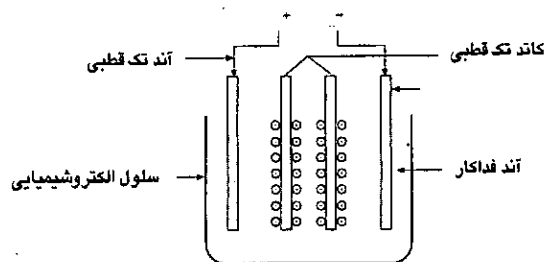 + -
آند تک قطبی
کاتد تک قطبی
سلول الکتروشیمیایی
آند فداکار